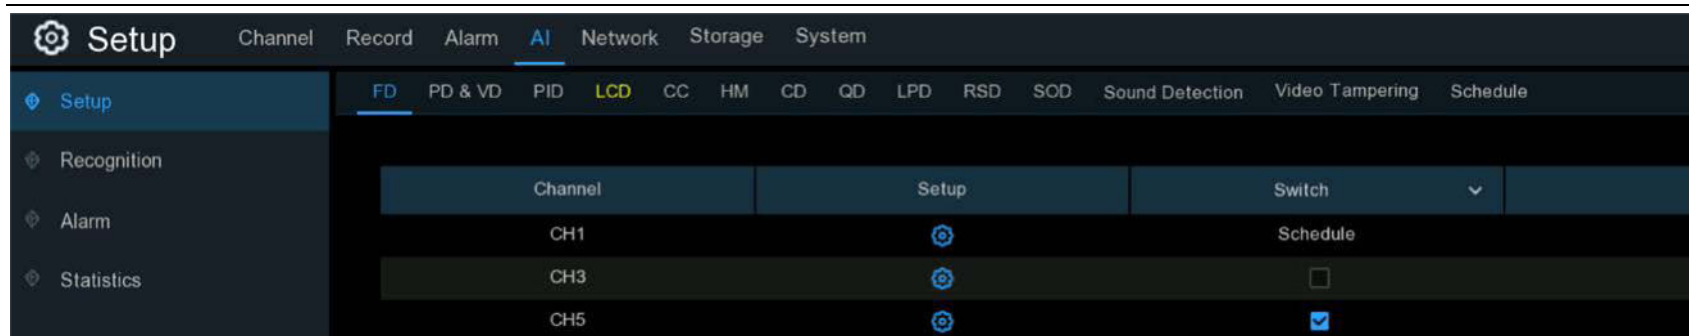 Setup Channel Record Alarm AI Network Storage System
Setup
Recognition
Alarm
Statistics
FD PD & VD PID LCD CC HM CD QD LPD RSD SOD Sound Detection Video Tampering Schedule
Channel Setup Switch
CH1 Schedule
CH3
CH5